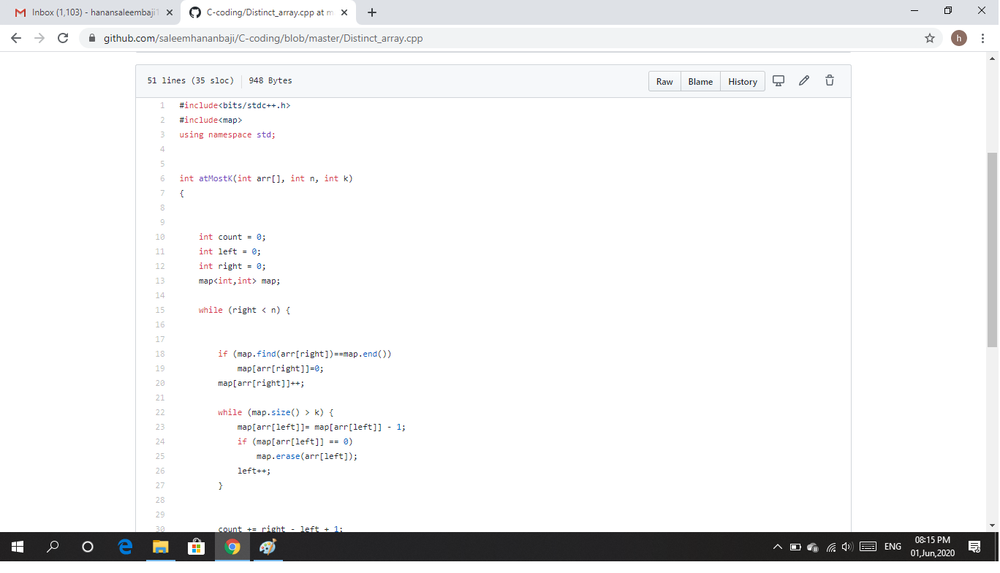 Inbox (1,103) - hanansaleembaji1
C-coding/Distinct_array.cpp at m
github.com/saleemhananbaji/C-coding/blob/master/Distinct_array.cpp
h
51 lines (35 sloc) 948 Bytes
Raw Blame History
1 #include<bits/stdc++.h>
2 #include<map>
3 using namespace std;
4
5
6 int atMostK(int arr[], int n, int k)
7 {
8
9
10 int count = 0;
11 int left = 0;
12 int right = 0;
13 map<int,int> map;
14
15 while (right < n) {
16
17
18 if (map.find(arr[right])==map.end())
19 map[arr[right]]=0;
20 map[arr[right]]++;
21
22 while (map.size() > k) {
23 map[arr[left]]= map[arr[left]] - 1;
24 if (map[arr[left]] == 0)
25 map.erase(arr[left]);
26 left++;
27 }
28
29
30 count += right - left + 1;
ENG
08:15 PM
01,Jun,2020